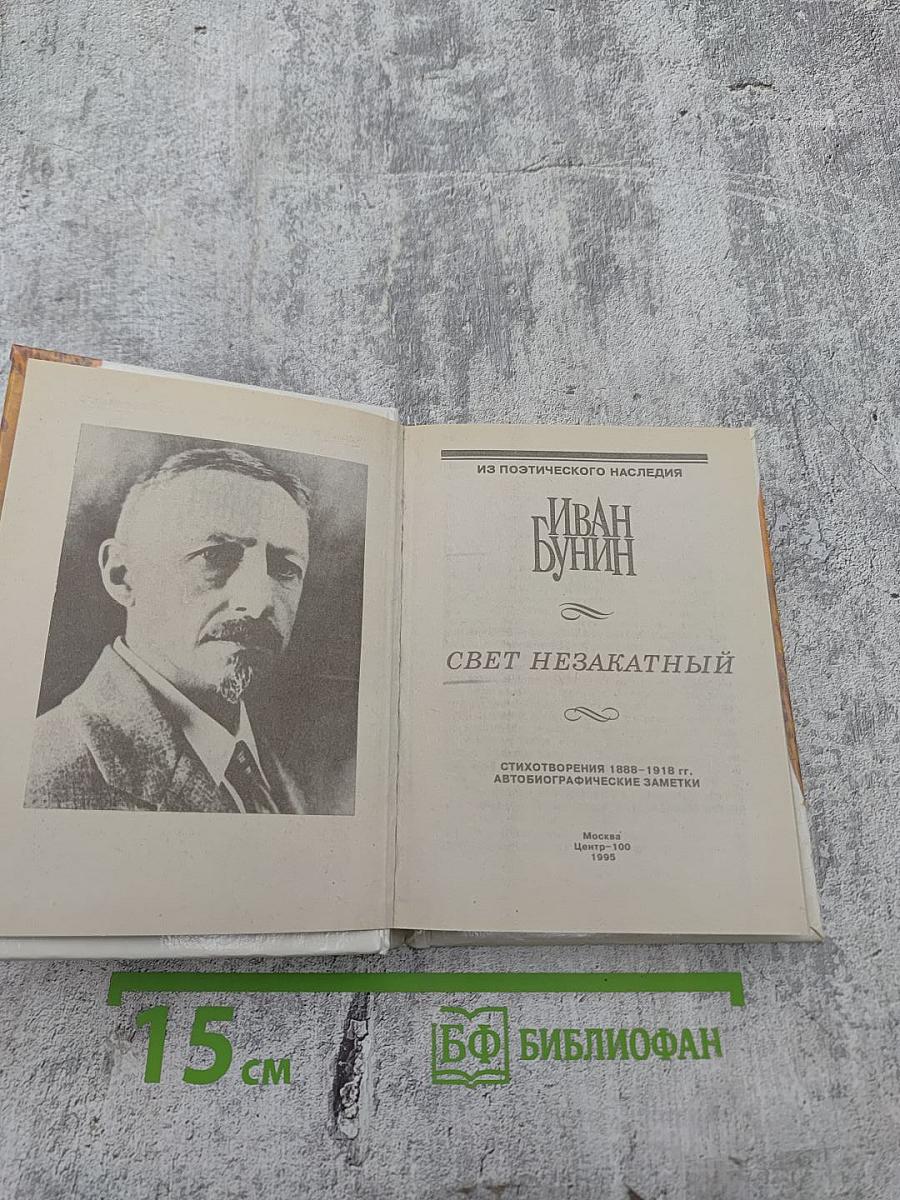 ИЗ ПОЭТИЧЕСКОГО НАСЛЕДИЯ
ИВАН
БУНИН
СВЕТ НЕЗАКАТНЫЙ
СТИХОТВОРЕНИЯ 1888–1918 гг.
АВТОБИОГРАФИЧЕСКИЕ ЗАМЕТКИ
Москва
Центр–100
1995
15 см
БФ БИБЛИОФАН